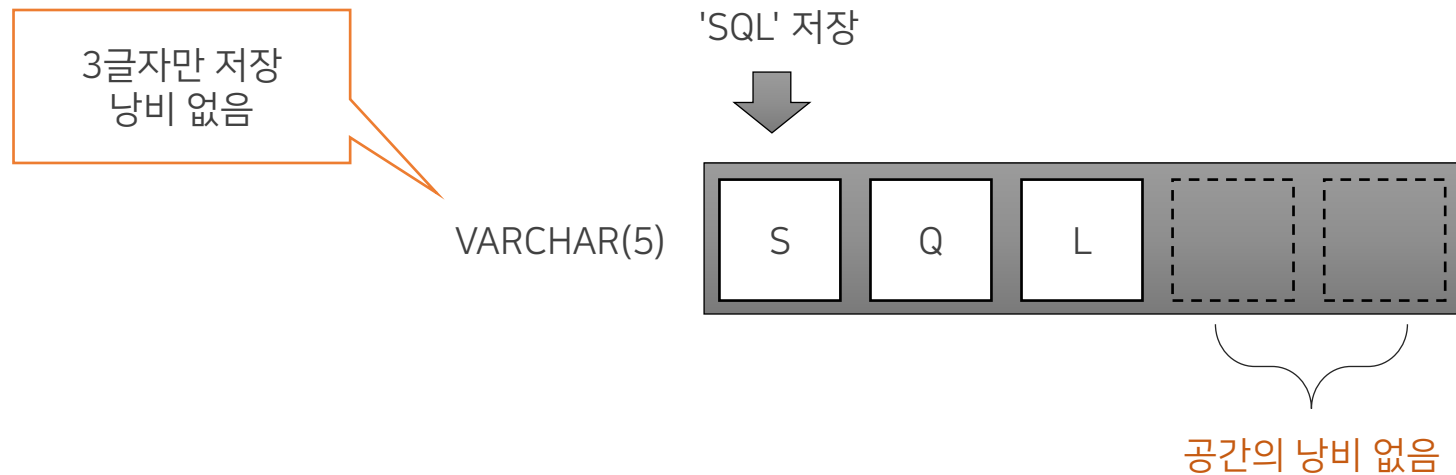 'SQL' 저장
3글자만 저장
낭비 없음
VARCHAR(5)
S Q L
공간의 낭비 없음